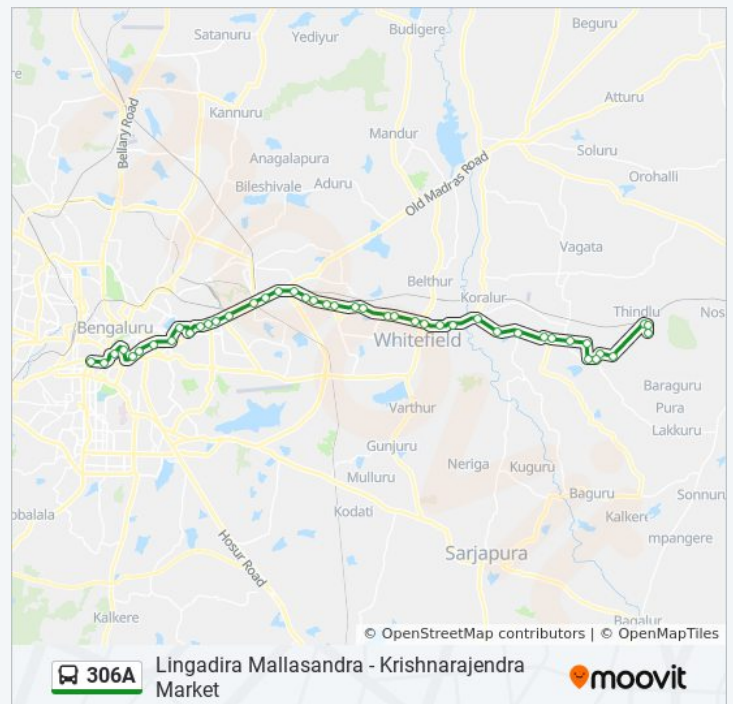 Satanuru
Yediyur
Budigere
Beguru
re
Bellary Road
Kannuru
Atturu
Mandur
Soluru
Anagalapura
Bileshivale
Aduru
Old Madras Road
Orohalli
Vagata
Belthur
Koralur
Thindlu
Nos
Bengaluru
Whitefield
Baraguru
Pura
Lakkuru
Varthur
Gunjuru
Neriga
Kuguru
Mulluru
Baguru
Sonnuru
Kodati
Kalkere
obalala
mpangere
Hosur Road
Sarjapura
Kalkere
Bagalur
© OpenStreetMap contributors | © OpenMapTiles
306A
Lingadira Mallasandra - Krishnarajendra
Market
moovit